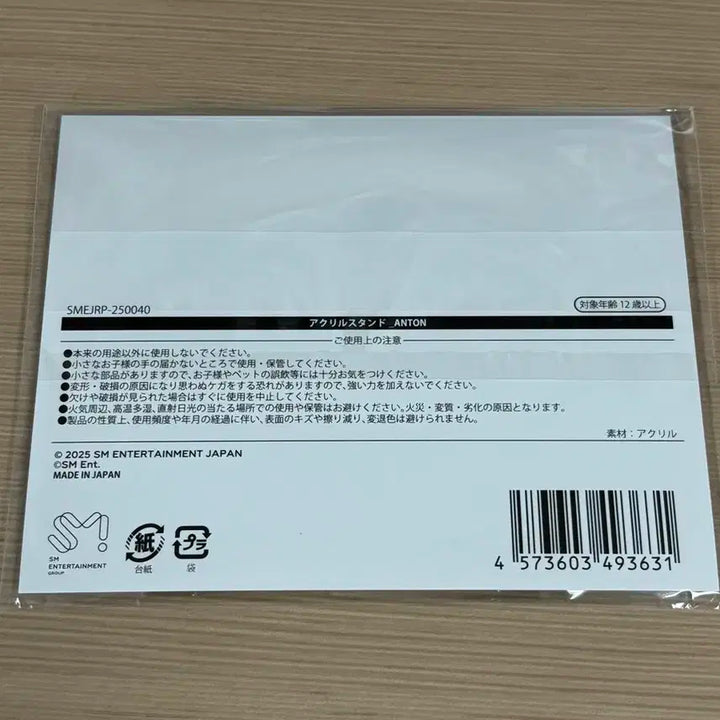 SMEJRP-250040
対象年齢12歳以上
アクリルスタンド_ANTON
ご使用上の注意
●本来の用途以外に使用しないでください。
●小さなお子様の手の届かないところで使用・保管してください。
●小さな部品がありますので、お子様やペットの誤飲等には十分お気をつけください。
●変形・破損の原因になり思わぬケガをする恐れがありますので、強い力を加えないでください。
●欠けや破損が見られた場合はすぐに使用を中止してください。
●火気周辺、高温多湿、直射日光の当たる場所での使用や保管はお避けください。火災・変質・劣化の原因となります。
●製品の性質上、使用頻度や年月の経過に伴い、表面のキズや擦り減り、変退色は避けられません。
素材：アクリル
© 2025 SM ENTERTAINMENT JAPAN
©SM Ent.
MADE IN JAPAN
SM!
SM
ENTERTAINMENT
GROUP
紙
台紙
プラ
袋
4 573603 493631